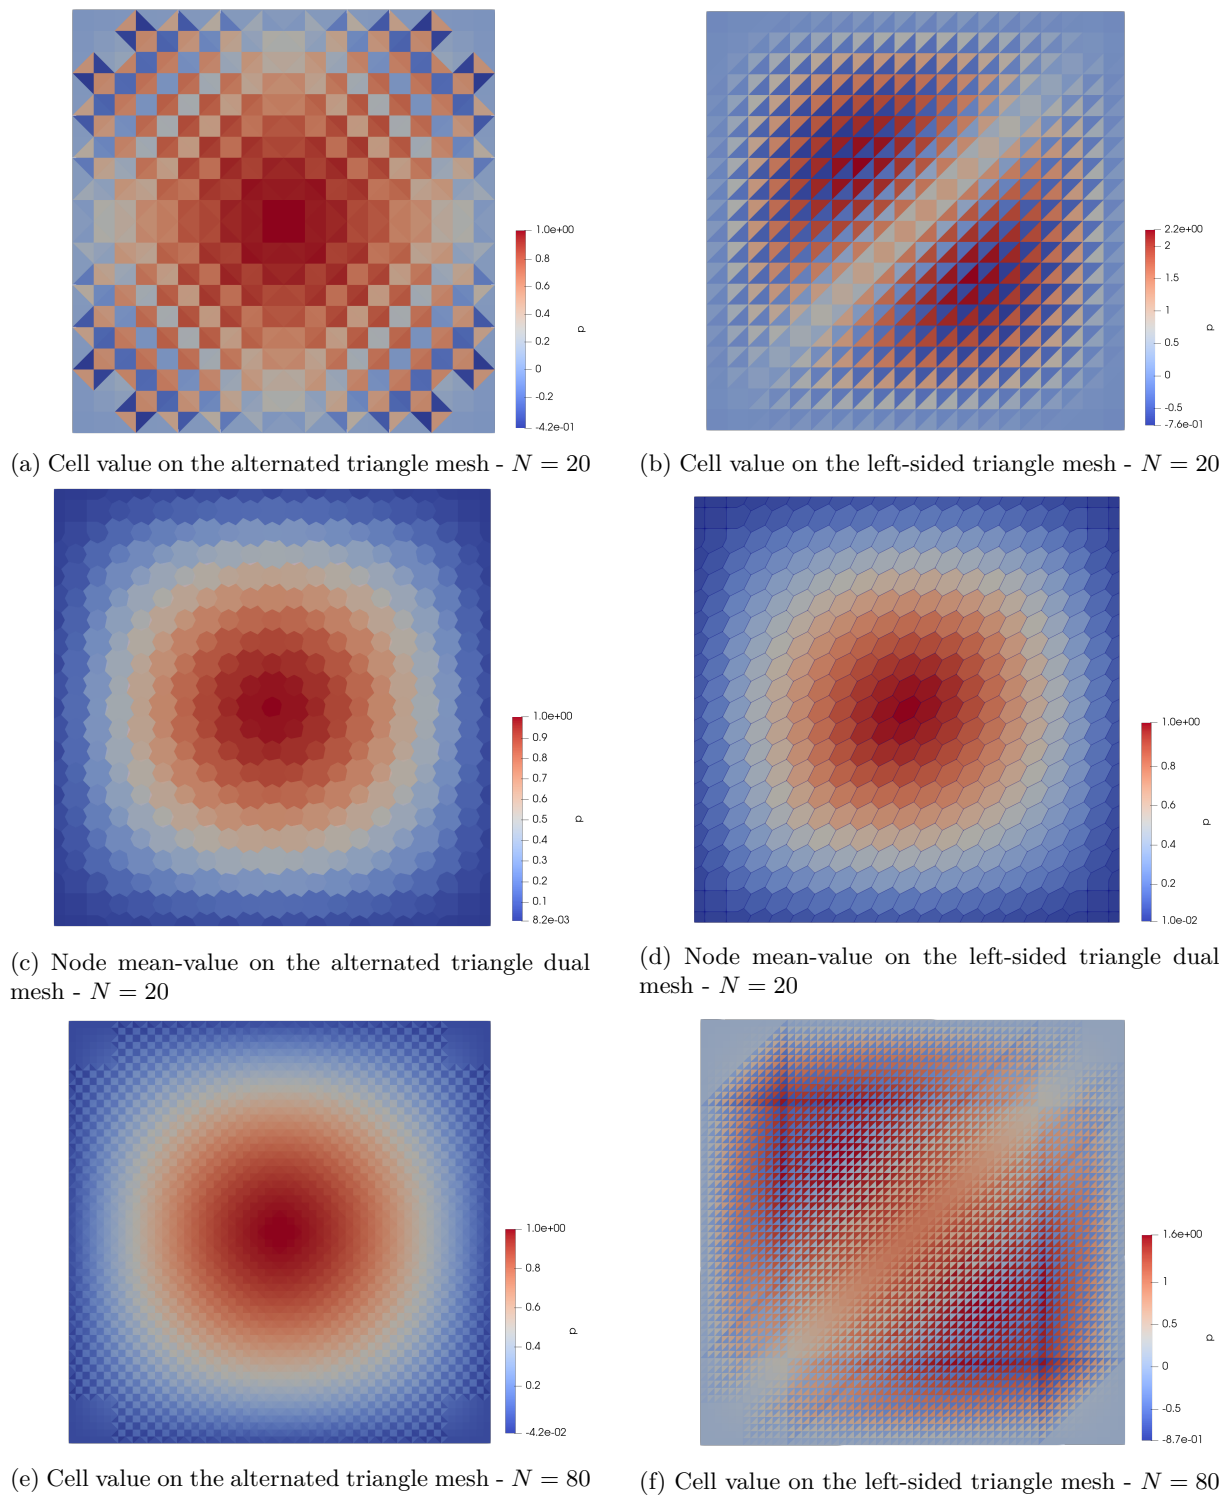 1.0e+00
0.8
0.6
0.4
0.2
0
-0.2
-4.2e-01
p
2.2e+00
2
1.5
1
0.5
0
-0.5
-7.6e-01
p
(a) Cell value on the alternated triangle mesh - N = 20
(b) Cell value on the left-sided triangle mesh - N = 20
1.0e+00
0.9
0.8
0.7
0.6
0.5
0.4
0.3
0.2
0.1
8.2e-03
p
1.0e+00
0.8
0.6
0.4
0.2
1.0e-02
p
(c) Node mean-value on the alternated triangle dual
mesh - N = 20
(d) Node mean-value on the left-sided triangle dual
mesh - N = 20
1.0e+00
0.8
0.6
0.4
0.2
-4.2e-02
p
1.6e+00
1
0.5
0
-0.5
-8.7e-01
p
(e) Cell value on the alternated triangle mesh - N = 80
(f) Cell value on the left-sided triangle mesh - N = 80